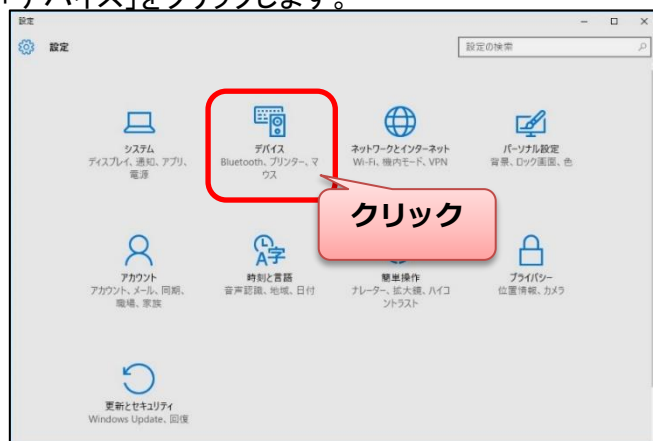 「デバイス」をクリックします。
設定
設定
設定の検索
システム
ディスプレイ、通知、アプリ、
電源
デバイス
Bluetooth、プリンター、マ
ウス
ネットワークとインターネット
Wi-Fi、機内モード、VPN
パーソナル設定
背景、ロック画面、色
クリック
アカウント
アカウント、メール、同期、
職場、家族
A字
時刻と言語
音声認識、地域、日付
簡単操作
ナレーター、拡大鏡、ハイコ
ントラスト
プライバシー
位置情報、カメラ
更新とセキュリティ
Windows Update、回復